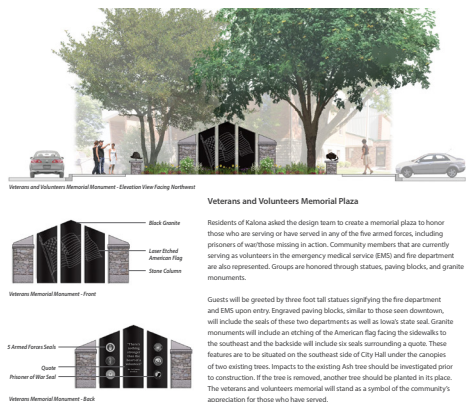 Veterans and Volunteers Memorial Monument - Elevation View Facing Northwest
Veterans and Volunteers Memorial Plaza
Residents of Kalona asked the design team to create a memorial plaza to honor
those who are serving or have served in any of the five armed forces, including
prisoners of war/those missing in action. Community members that are currently
serving as volunteers in the emergency medical service (EMS) and fire department
are also represented. Groups are honored through statues, paving blocks, and granite
monuments.
Guests will be greeted by three foot tall statues signifying the fire department
and EMS upon entry. Engraved paving blocks, similar to those seen downtown,
will include the seals of these two departments as well as Iowa's state seal. Granite
monuments will include an etching of the American flag facing the sidewalks to
the southeast and the backside will include six seals surrounding a quote. These
features are to be situated on the southeast side of City Hall under the canopies
of two existing trees. Impacts to the existing Ash tree should be investigated prior
to construction. If the tree is removed, another tree should be planted in its place.
The veterans and volunteers memorial will stand as a symbol of the community's
appreciation for those who have served.
Black Granite
Laser Etched
American Flag
Stone Column
Veterans Memorial Monument - Front
5 Armed Forces Seals
Quote
Prisoner of War Seal
Veterans Memorial Monument - Back